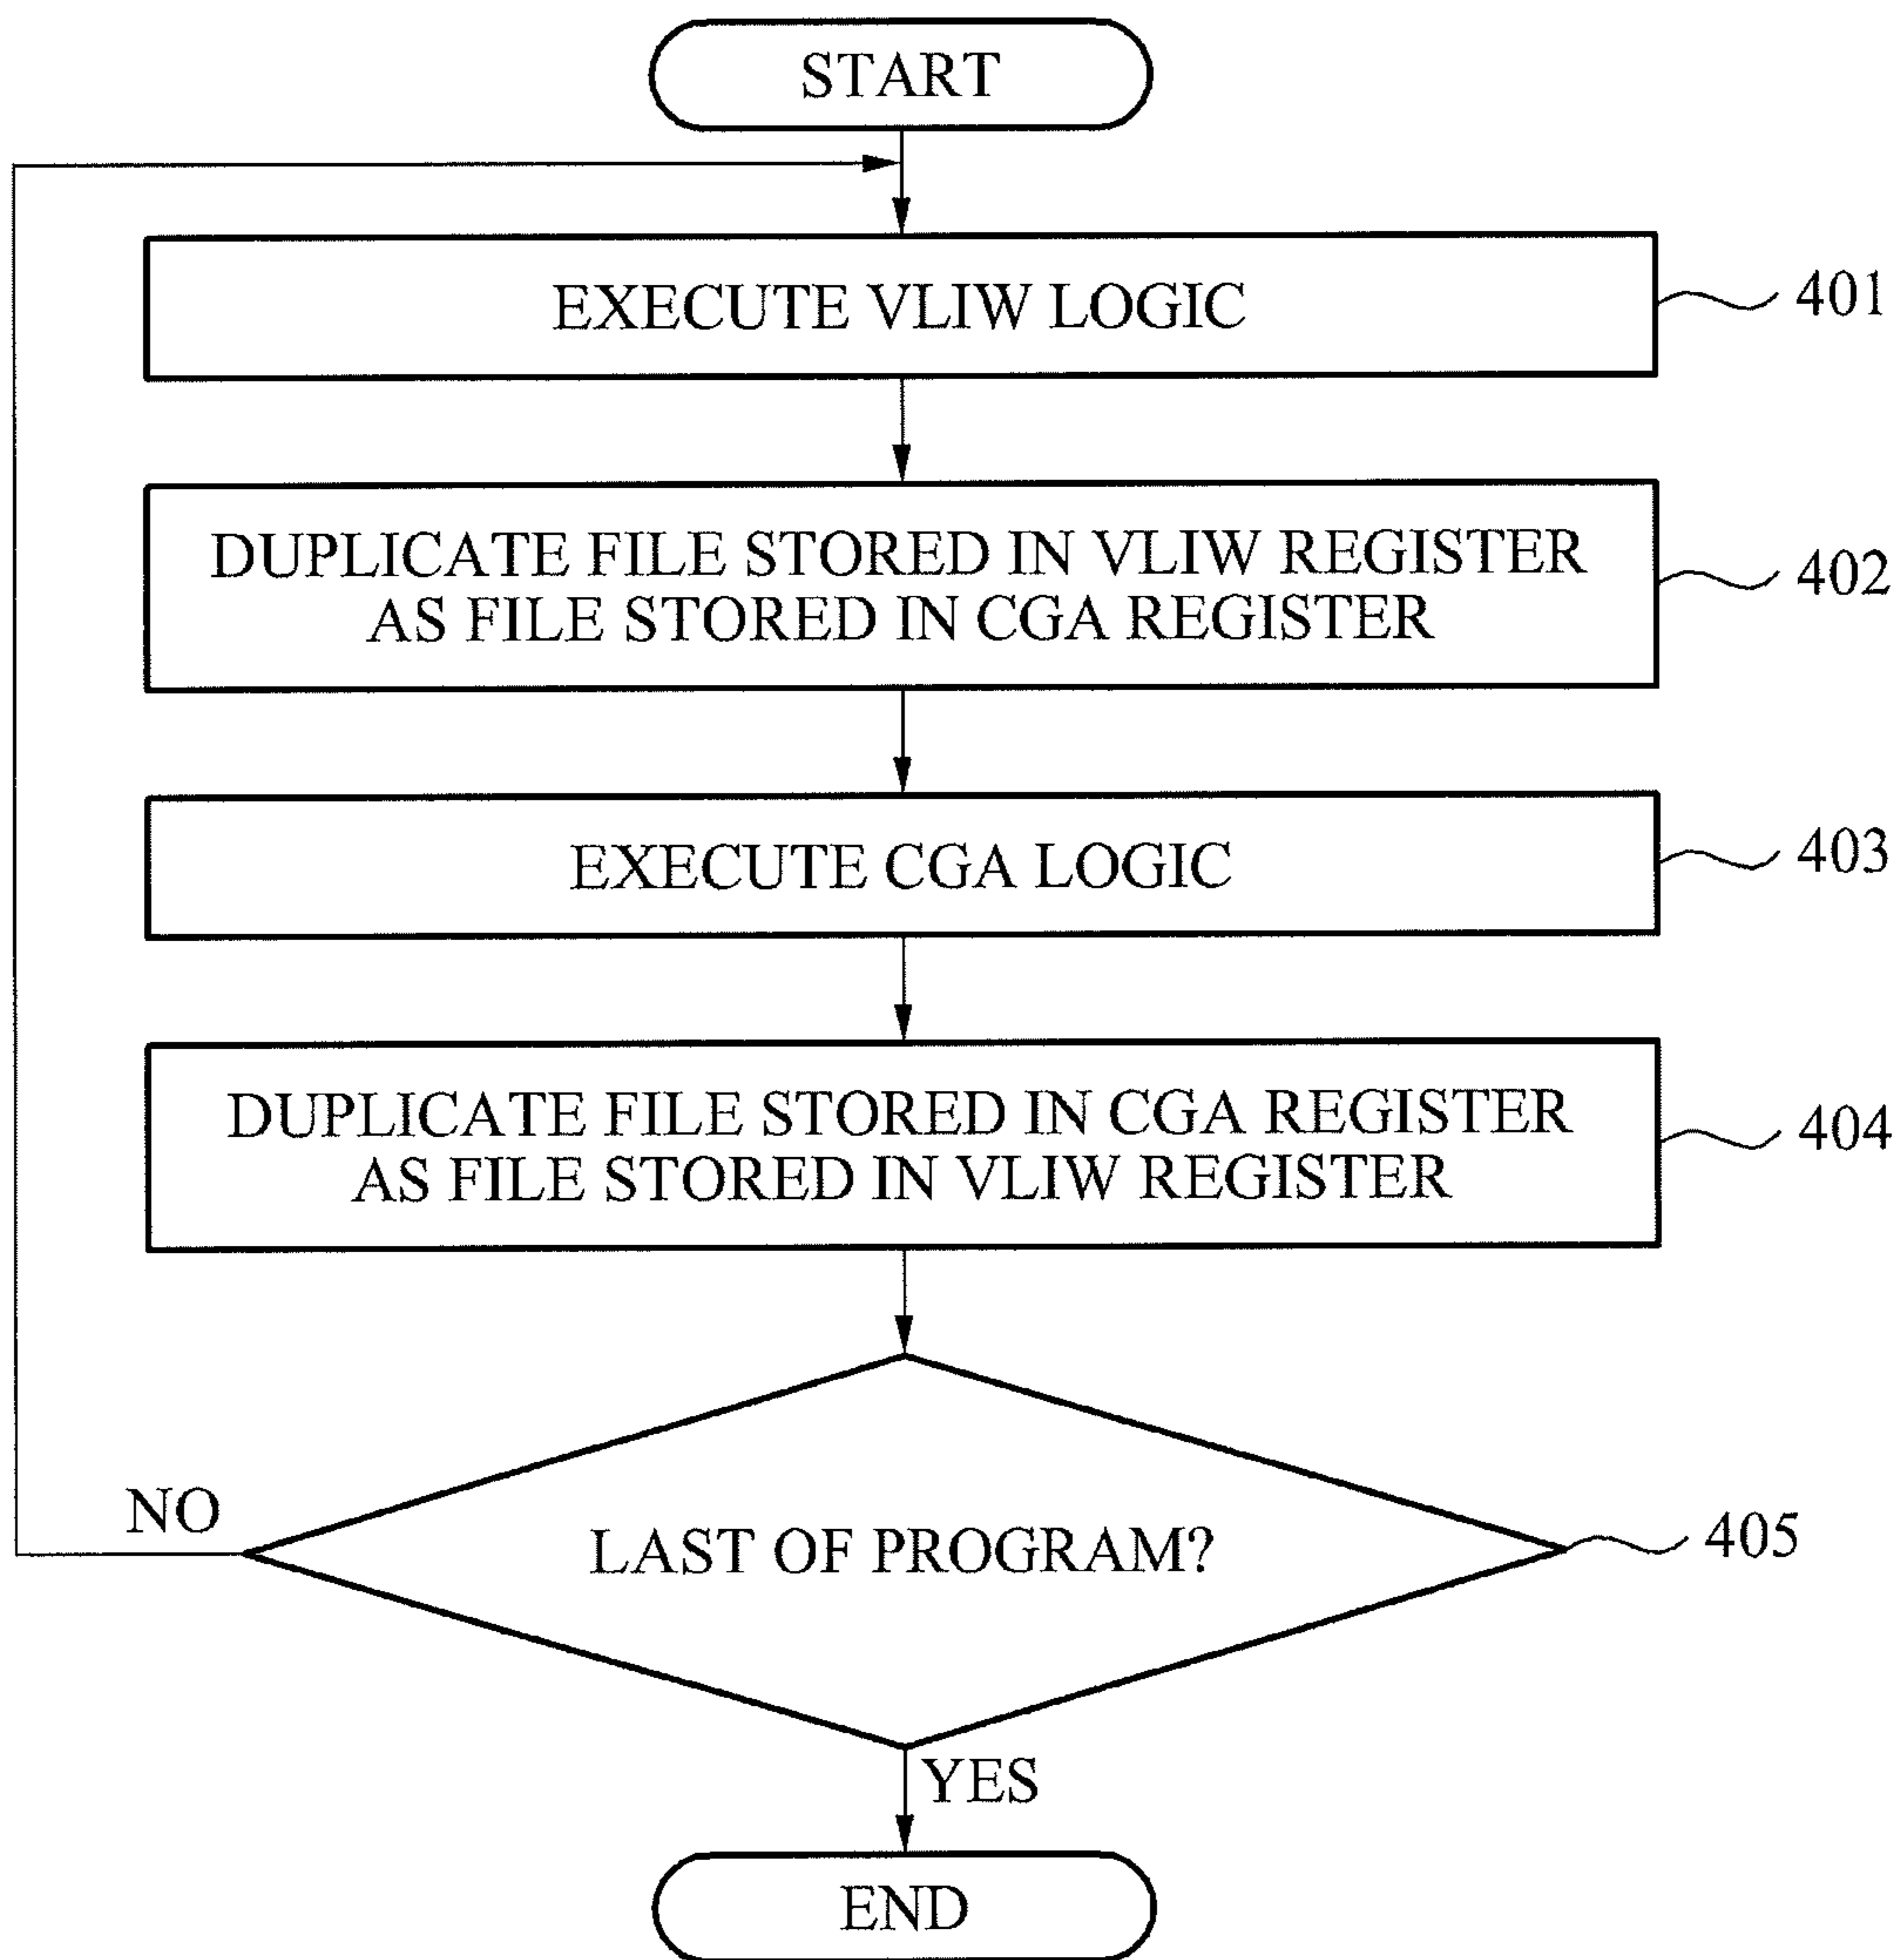 START
EXECUTE VLIW LOGIC
401
DUPLICATE FILE STORED IN VLIW REGISTER
AS FILE STORED IN CGA REGISTER
402
EXECUTE CGA LOGIC
403
DUPLICATE FILE STORED IN CGA REGISTER
AS FILE STORED IN VLIW REGISTER
404
NO
LAST OF PROGRAM?
405
YES
END